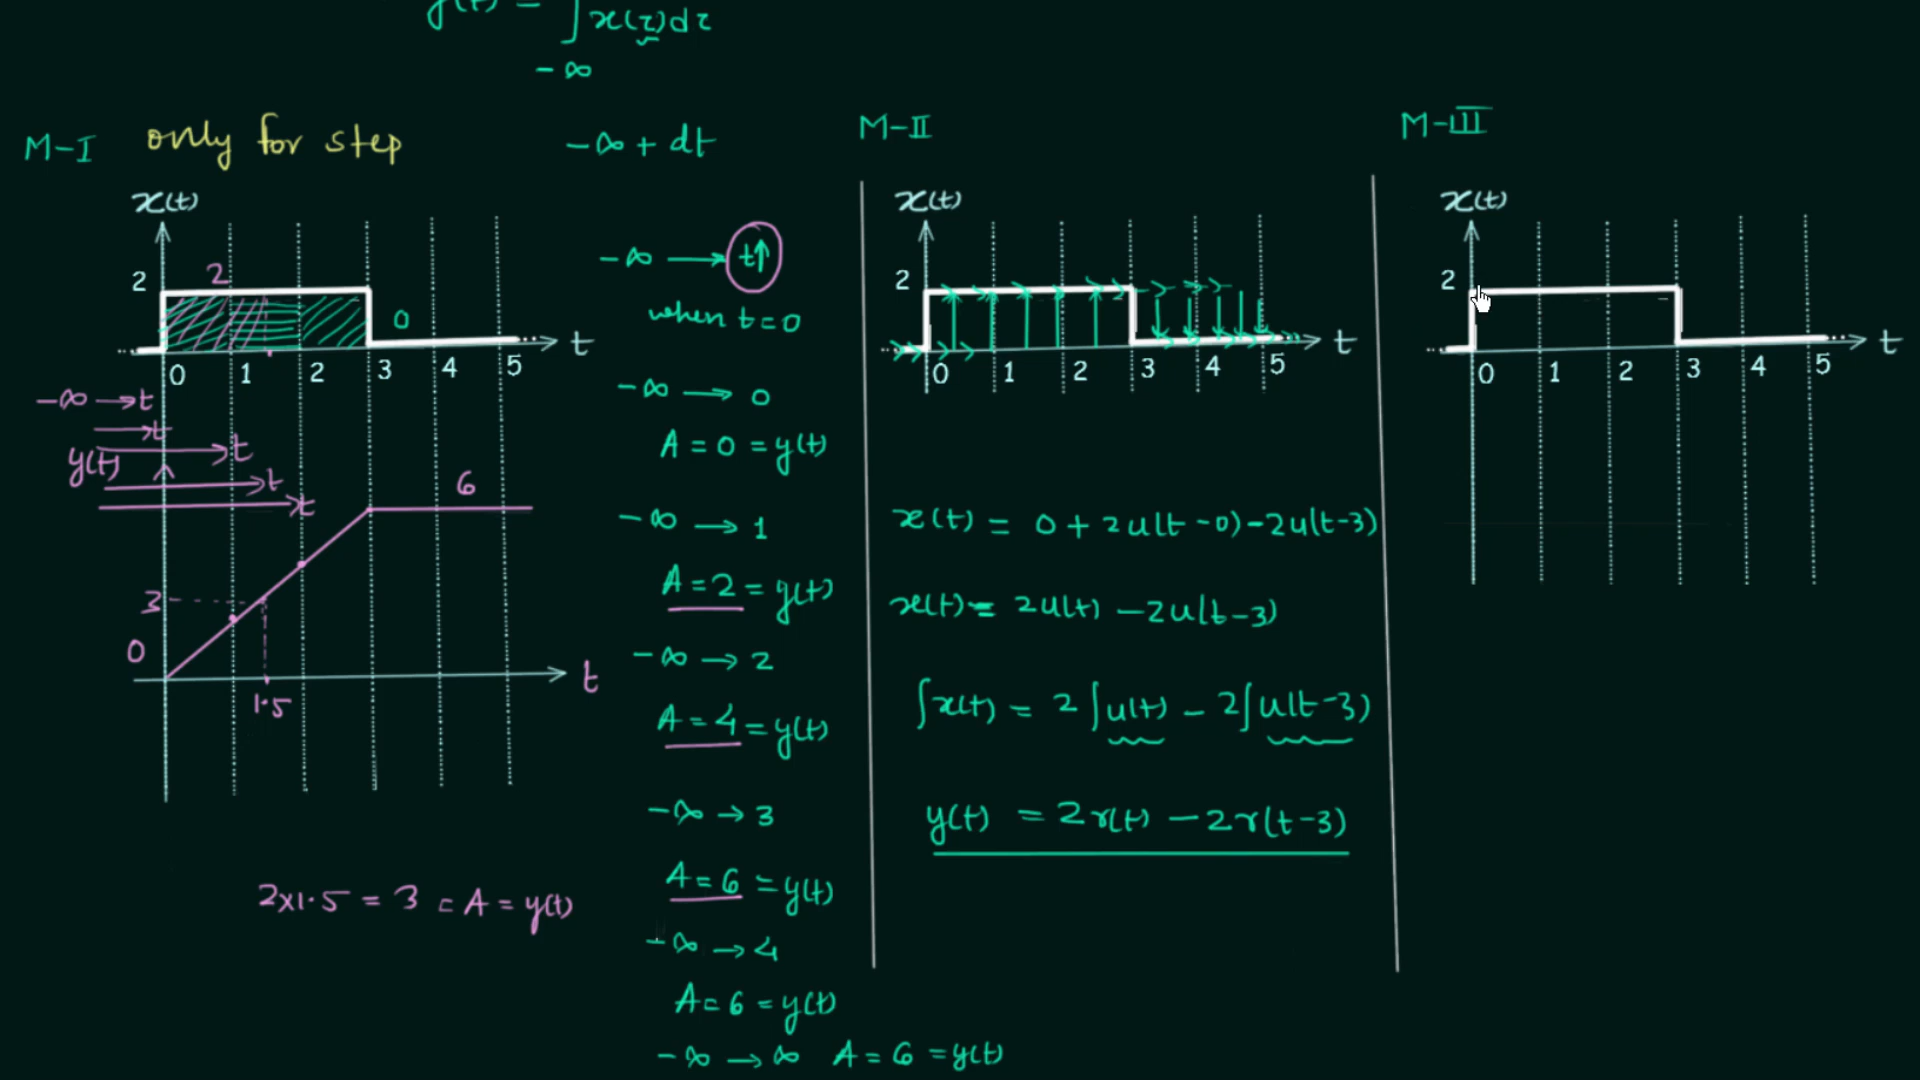 y(t) = ∫ x(τ)dτ
-∞
M-I only for step
-∞ + dt
x(t)
2
2
0
t
0 1 2 3 4 5
-∞ → t
→ t
→ t
y(t)
→ t
→ t
6
3
0
1.5
t
2x1.5 = 3 = A = y(t)
-∞ → t↑
when t=0
-∞ → 0
A = 0 = y(t)
-∞ → 1
A = 2 = y(t)
-∞ → 2
A = 4 = y(t)
-∞ → 3
A = 6 = y(t)
-∞ → 4
A = 6 = y(t)
-∞ → ∞ A = 6 = y(t)
M-II
x(t)
2
t
0 1 2 3 4 5
x(t) = 0 + 2u(t-0) - 2u(t-3)
x(t) = 2u(t) - 2u(t-3)
∫x(t) = 2∫u(t) - 2∫u(t-3)
y(t) = 2r(t) - 2r(t-3)
M-III
x(t)
2
t
0 1 2 3 4 5